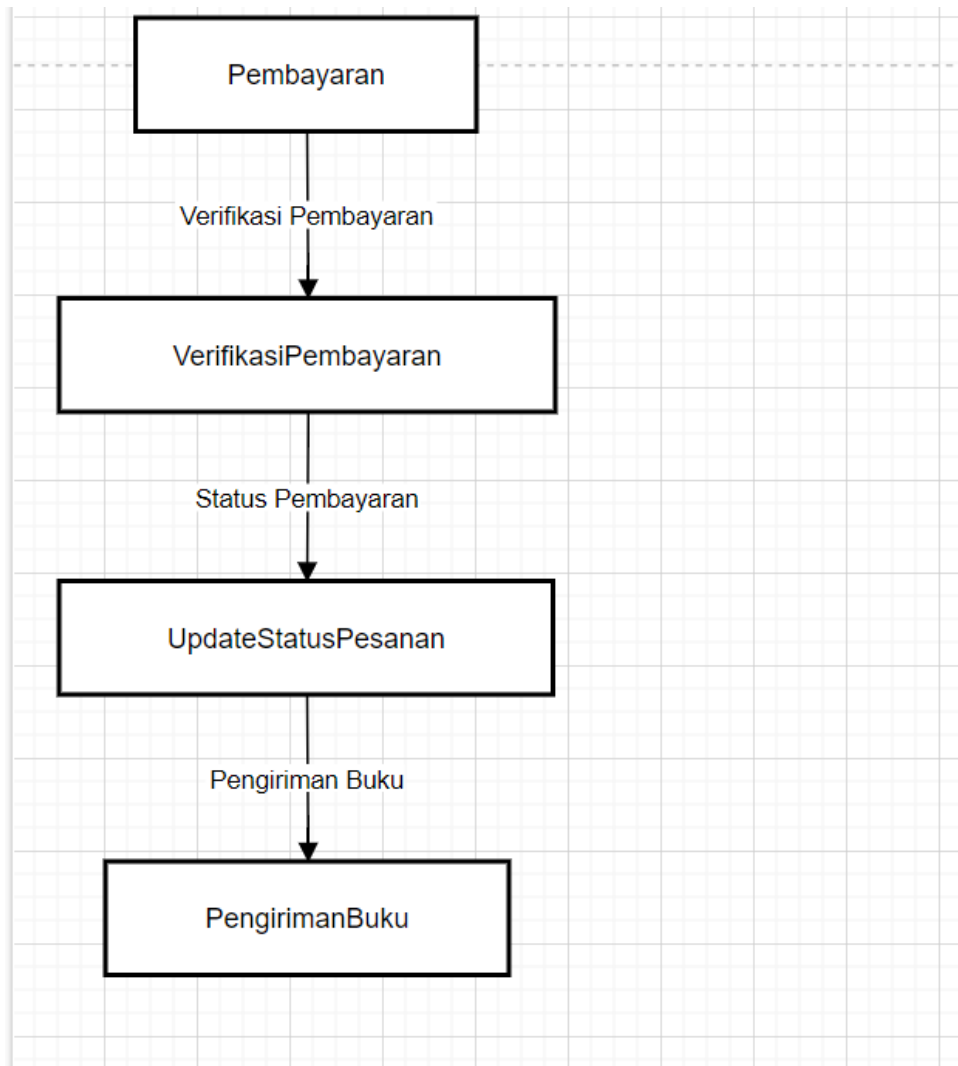 Pembayaran
Verifikasi Pembayaran
VerifikasiPembayaran
Status Pembayaran
UpdateStatusPesanan
Pengiriman Buku
PengirimanBuku